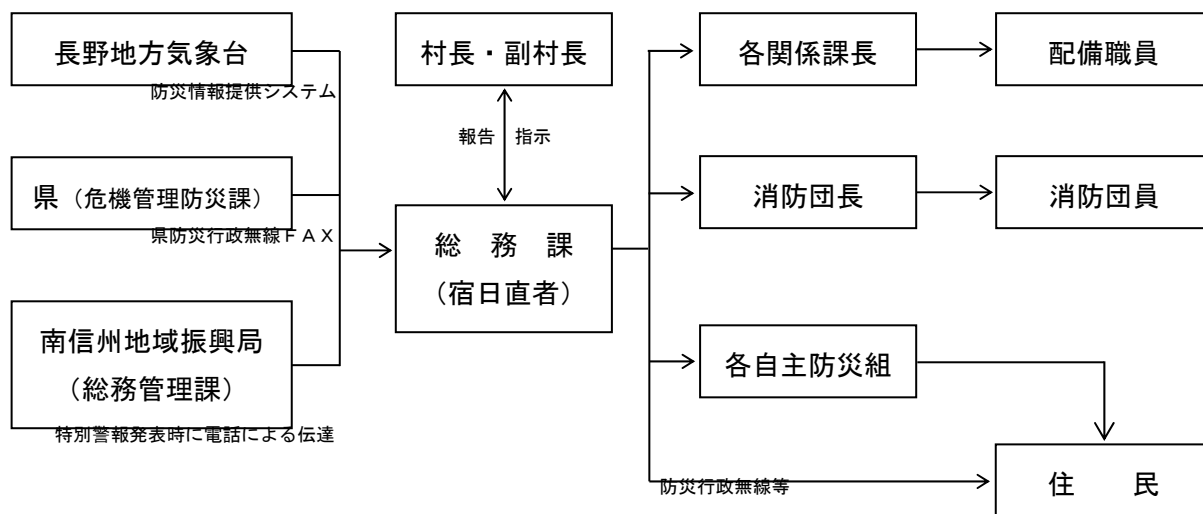 長野地方気象台
防災情報提供システム
県（危機管理防災課）
県防災行政無線ＦＡＸ
南信州地域振興局
（総務管理課）
特別警報発表時に電話による伝達
村長・副村長
報告
指示
総　務　課
（宿日直者）
各関係課長
配備職員
消防団長
消防団員
各自主防災組
防災行政無線等
住　　民